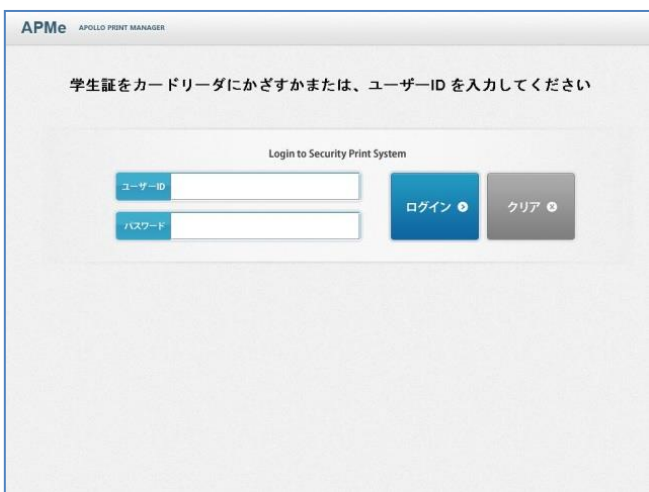 APMe APOLLO PRINT MANAGER
学生証をカードリーダにかざすかまたは、ユーザーID を入力してください
Login to Security Print System
ユーザーID
ログイン
クリア
パスワード